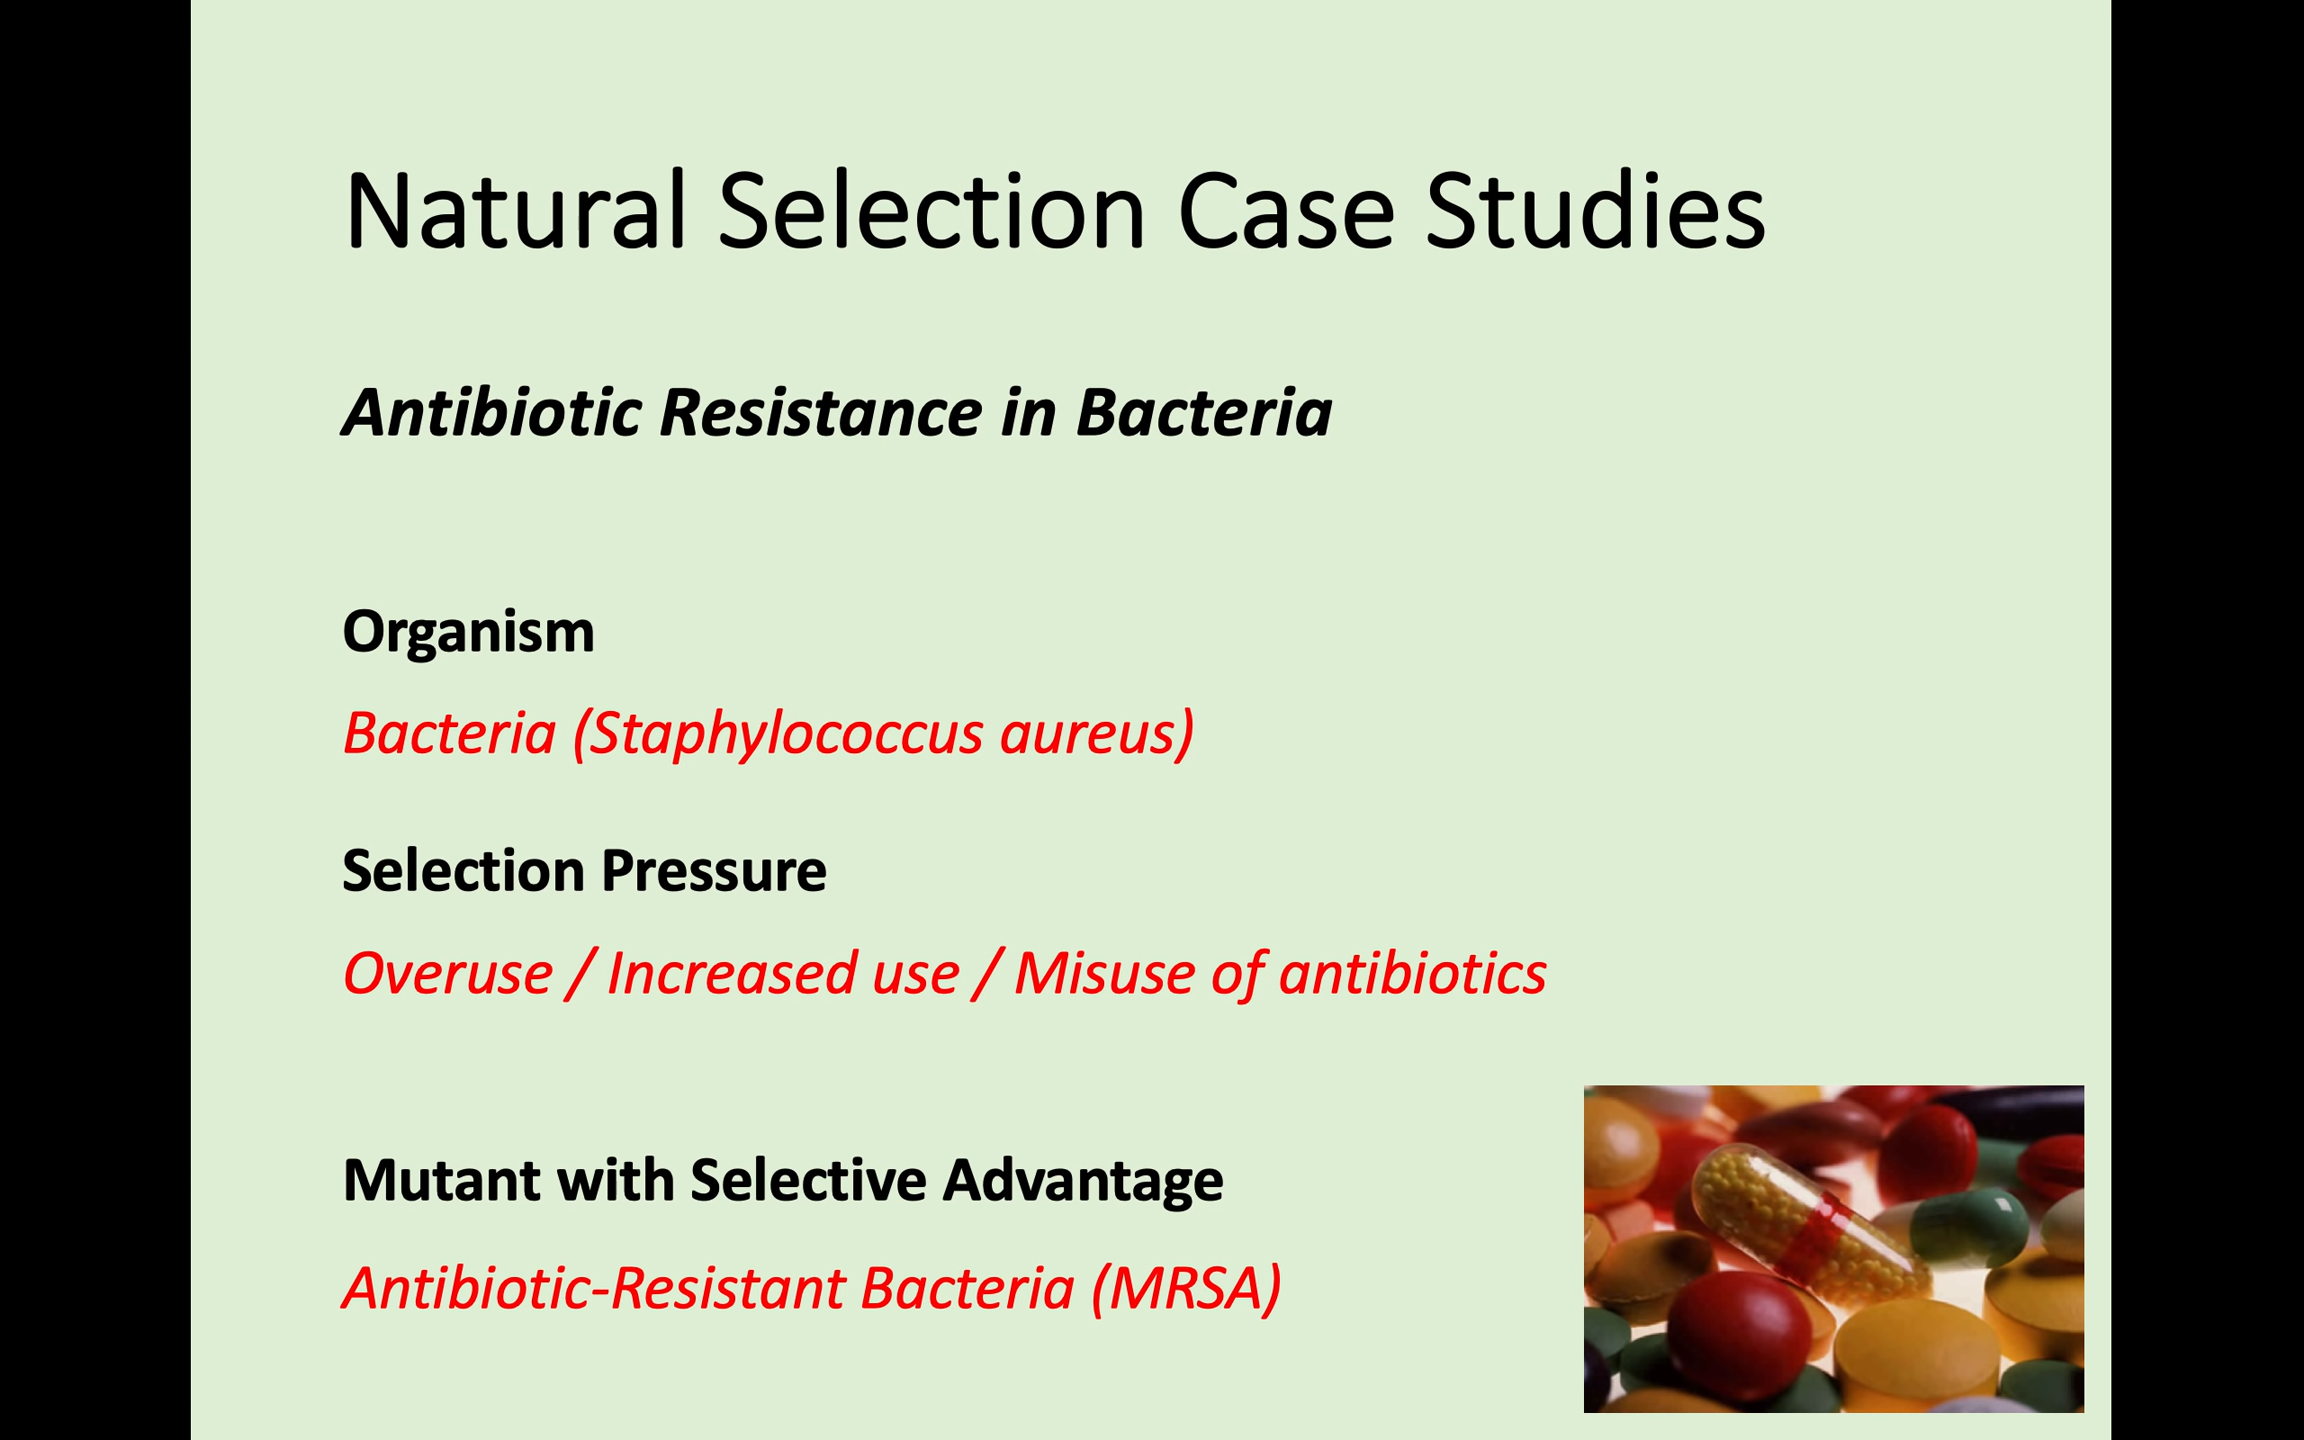 Natural Selection Case Studies
Antibiotic Resistance in Bacteria
Organism
Bacteria (Staphylococcus aureus)
Selection Pressure
Overuse / Increased use / Misuse of antibiotics
Mutant with Selective Advantage
Antibiotic-Resistant Bacteria (MRSA)